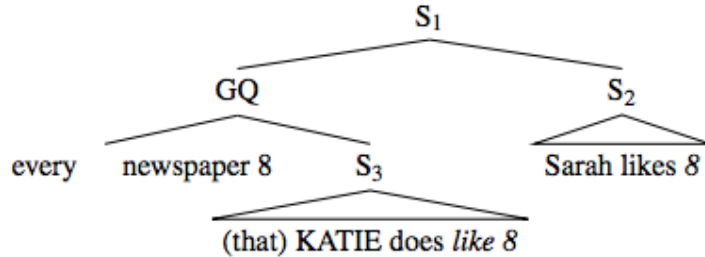 S₁
GQ S₂
every newspaper 8 S₃ Sarah likes 8
(that) KATIE does like 8